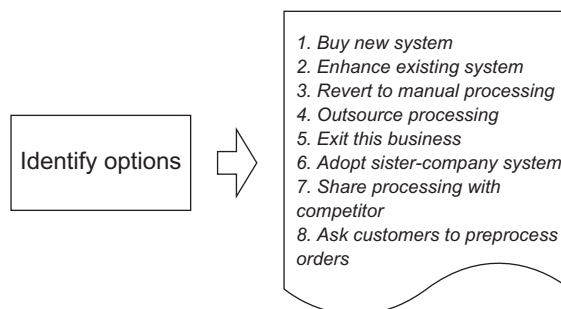 Identify options
1. Buy new system
2. Enhance existing system
3. Revert to manual processing
4. Outsource processing
5. Exit this business
6. Adopt sister-company system
7. Share processing with
competitor
8. Ask customers to preprocess
orders